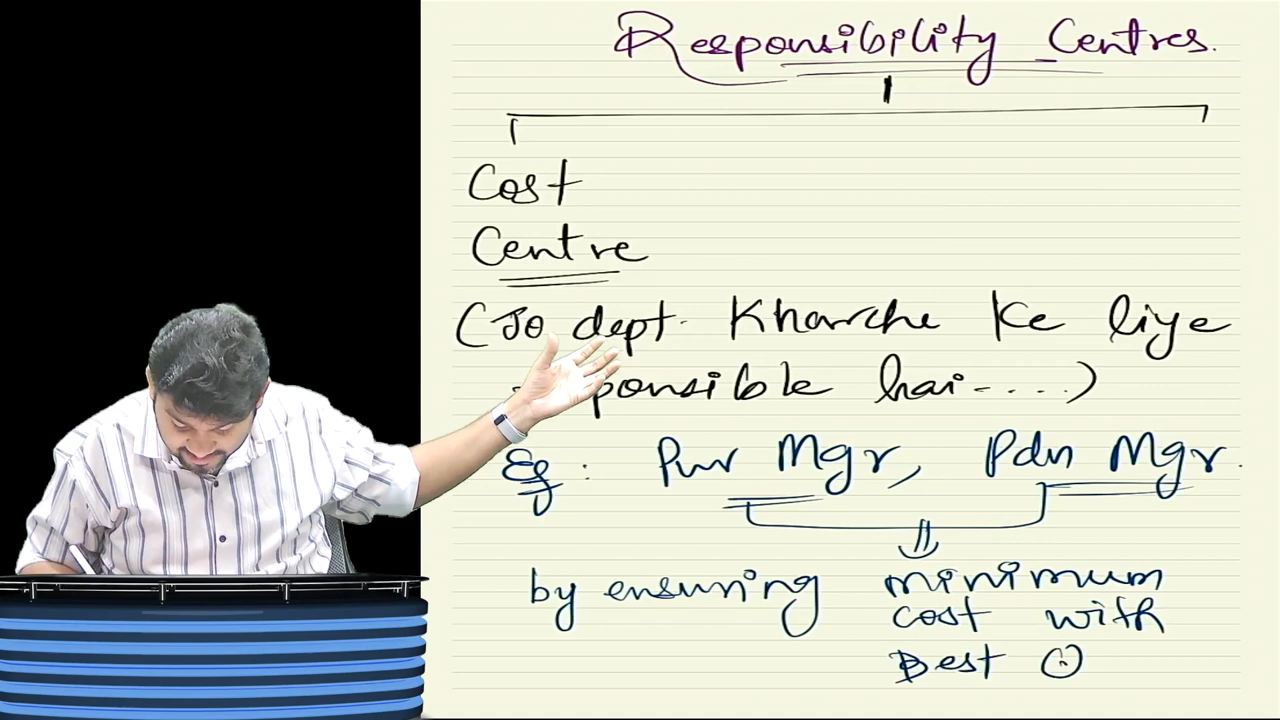 Responsibility Centres.
Cost
Centre
(Jo dept. Kharche Ke liye
responsible hai-....)
Eg: Pur Mgr, Pdn Mgr.
by ensuring minimum
cost with
Best Q